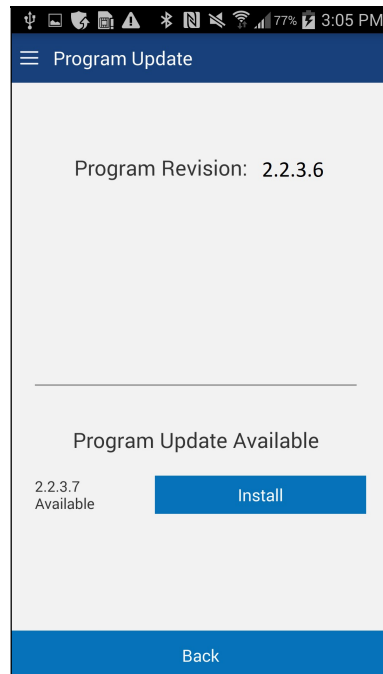 77% 3:05 PM
Program Update
Program Revision: 2.2.3.6
Program Update Available
2.2.3.7
Available
Install
Back